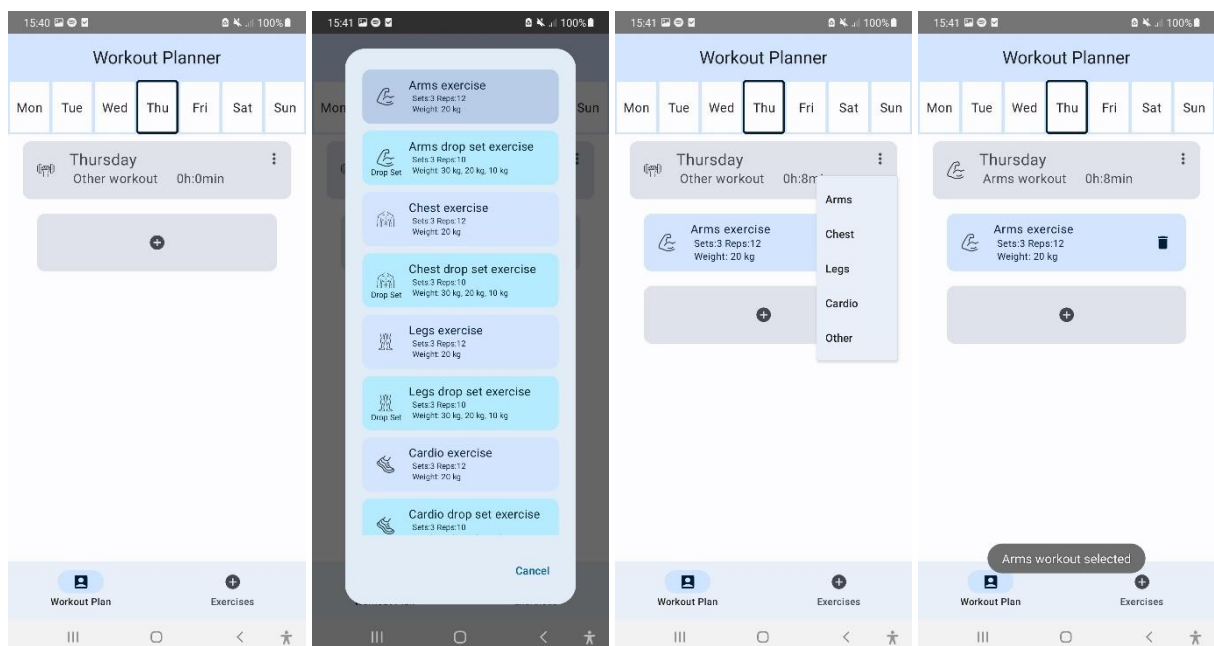 15:40
100%
Workout Planner
Mon Tue Wed Thu Fri Sat Sun
Thursday
Other workout 0h:0min
Workout Plan Exercises
15:41
100%
Mon Sun
Arms exercise
Sets:3 Reps:12
Weight: 20 kg
Arms drop set exercise
Sets:3 Reps:10
Drop Set Weight: 30 kg, 20 kg, 10 kg
Chest exercise
Sets:3 Reps:12
Weight: 20 kg
Chest drop set exercise
Sets:3 Reps:10
Drop Set Weight: 30 kg, 20 kg, 10 kg
Legs exercise
Sets:3 Reps:12
Weight: 20 kg
Legs drop set exercise
Sets:3 Reps:10
Drop Set Weight: 30 kg, 20 kg, 10 kg
Cardio exercise
Sets:3 Reps:12
Weight: 20 kg
Cardio drop set exercise
Sets:3 Reps:10
Cancel
15:41
100%
Workout Planner
Mon Tue Wed Thu Fri Sat Sun
Thursday
Other workout 0h:8m
Arms exercise
Sets:3 Reps:12
Weight: 20 kg
Arms
Chest
Legs
Cardio
Other
Workout Plan Exercises
15:41
100%
Workout Planner
Mon Tue Wed Thu Fri Sat Sun
Thursday
Arms workout 0h:8min
Arms exercise
Sets:3 Reps:12
Weight: 20 kg
Arms workout selected
Workout Plan Exercises